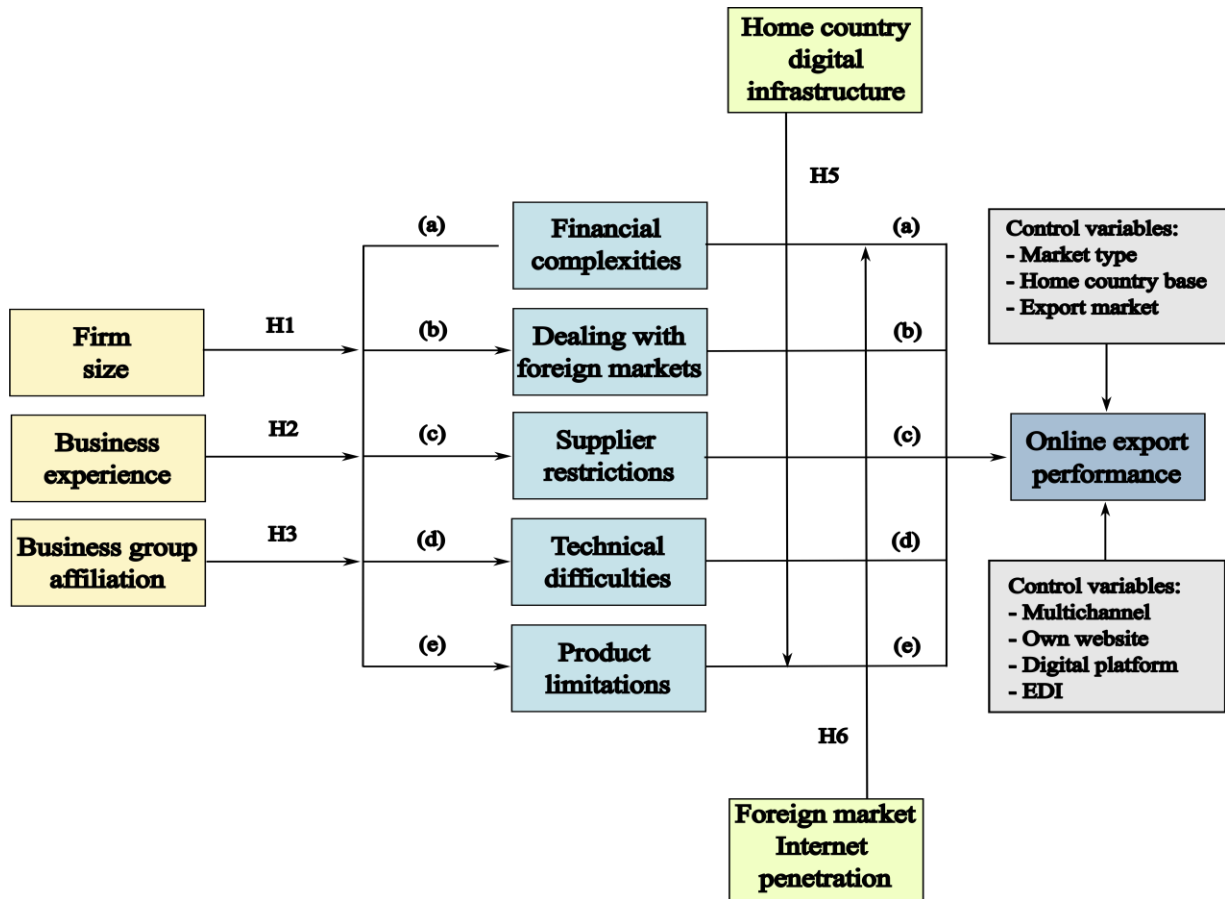 Home country
digital
infrastructure
H5
(a)
Financial
complexities
(a)
Control variables:
- Market type
- Home country base
- Export market
Firm
size
H1
(b)
Dealing with
foreign markets
(b)
Business
experience
H2
(c)
Supplier
restrictions
(c)
Online export
performance
Business group
affiliation
H3
(d)
Technical
difficulties
(d)
Control variables:
- Multichannel
- Own website
- Digital platform
- EDI
(e)
Product
limitations
(e)
H6
Foreign market
Internet
penetration